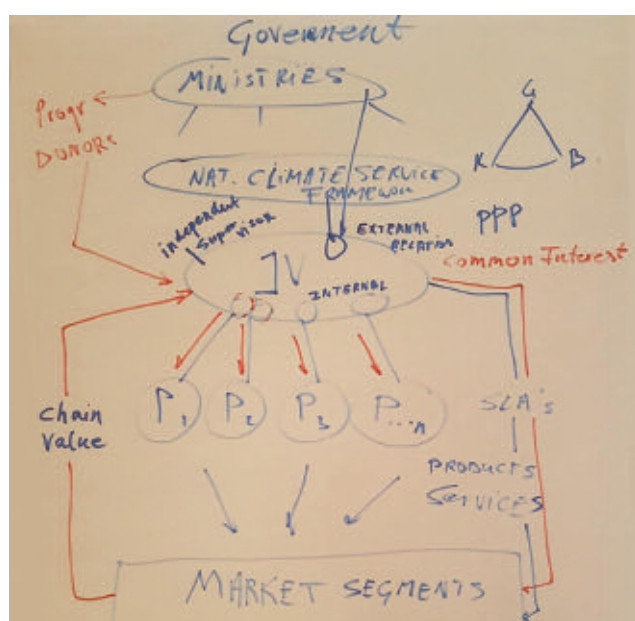 Government
MINISTRIES
Progr
DONORS
G
K
B
NAT. CLIMATE SERVICE
FRAMEWORK
PPP
independent
Supervisor
EXTERNAL
RELATION
Common Interest
JV
INTERNAL
P1
P2
P3
P...n
SLA's
Chain
Value
PRODUCTS
SERVICES
MARKET SEGMENTS